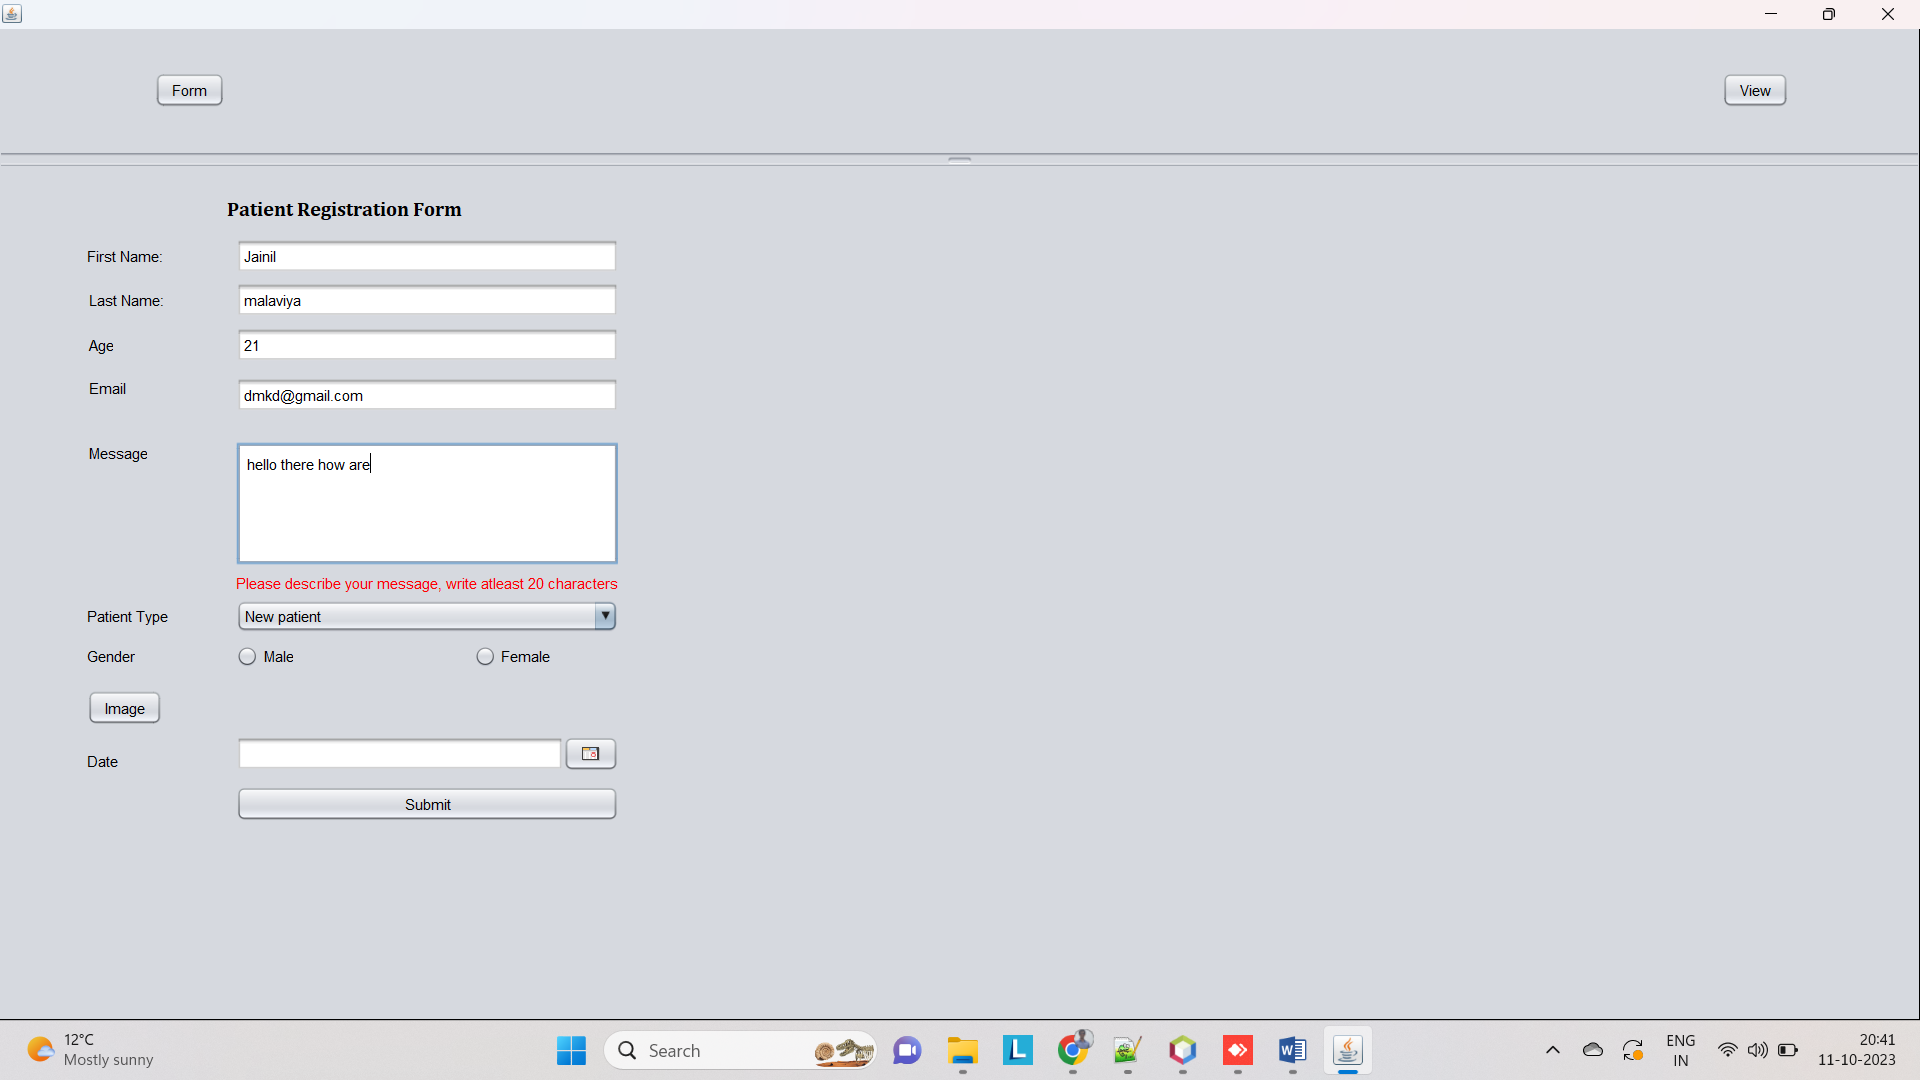 Form
View
Patient Registration Form
First Name:
Jainil
Last Name:
malaviya
Age
21
Email
dmkd@gmail.com
Message
hello there how are
Please describe your message, write atleast 20 characters
Patient Type
New patient
Gender
Male
Female
Image
Date
Submit
12°C
Mostly sunny
Search
L
W
ENG
IN
20:41
11-10-2023